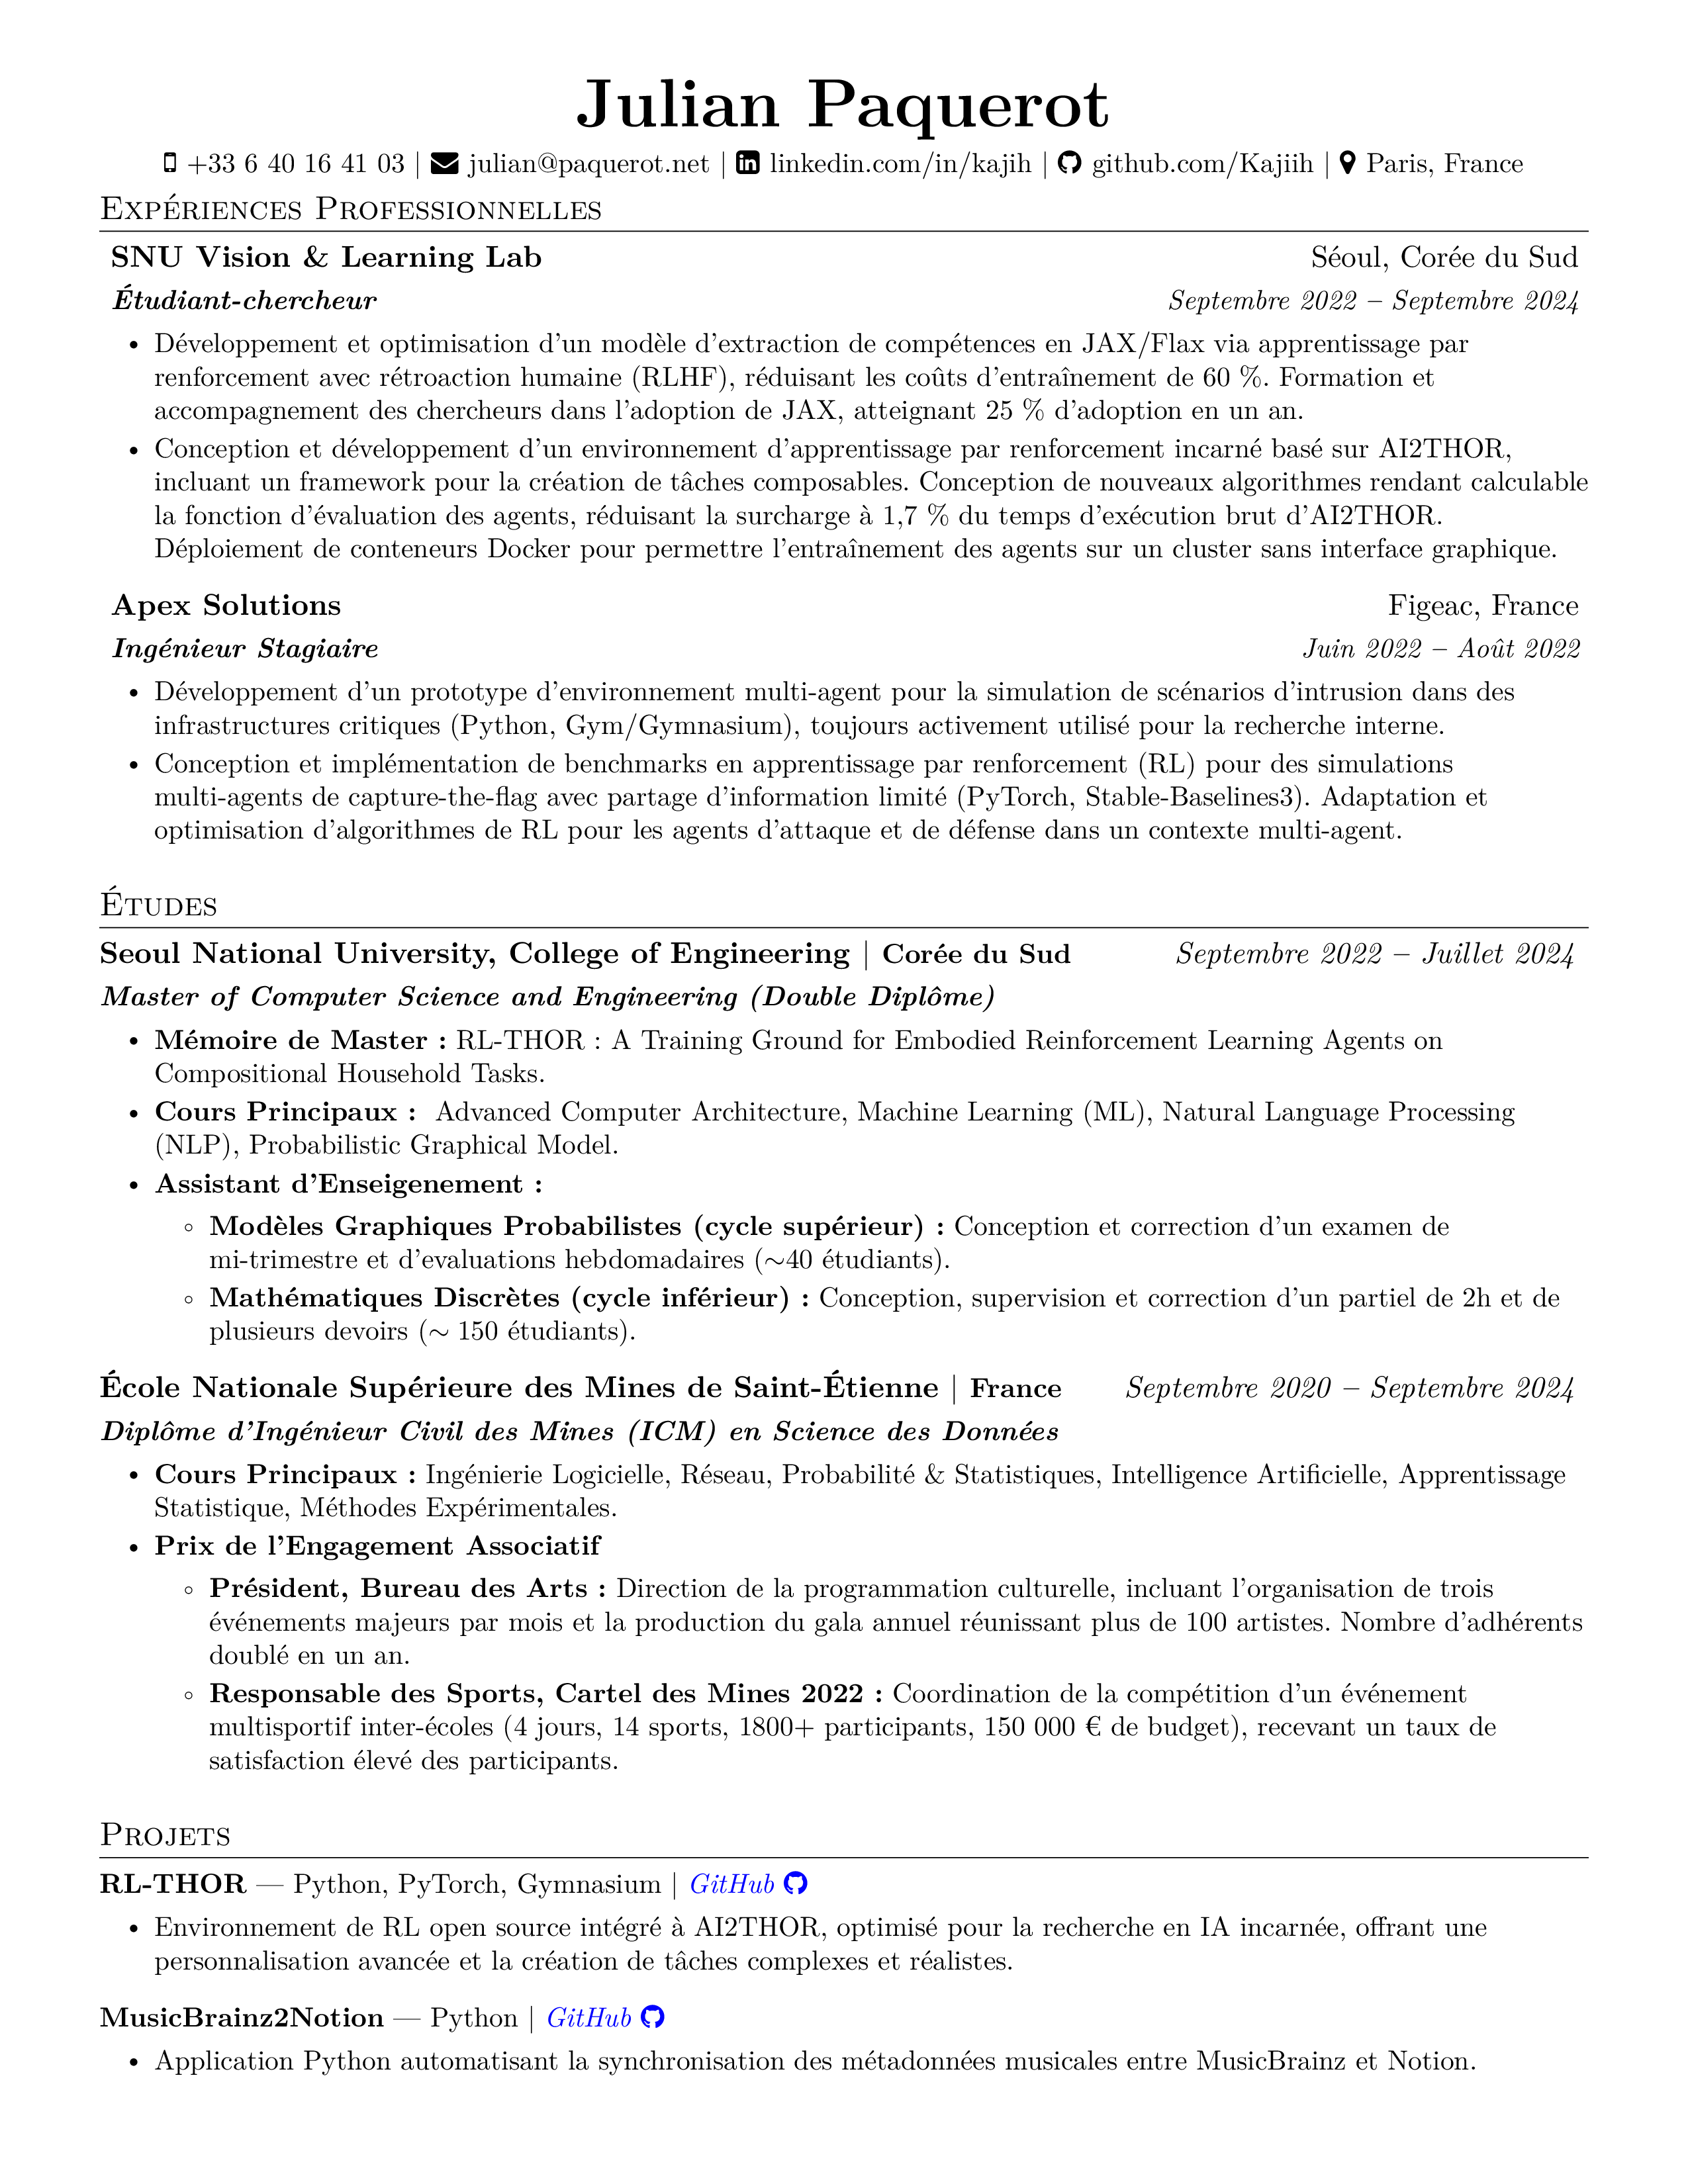 Julian Paquerot
+33 6 40 16 41 03 | julian@paquerot.net | linkedin.com/in/kajih | github.com/Kajiih | Paris, France
Expériences Professionnelles
SNU Vision & Learning Lab Séoul, Corée du Sud
Étudiant-chercheur Septembre 2022 – Septembre 2024
• Développement et optimisation d'un modèle d'extraction de compétences en JAX/Flax via apprentissage par
renforcement avec rétroaction humaine (RLHF), réduisant les coûts d'entraînement de 60 %. Formation et
accompagnement des chercheurs dans l'adoption de JAX, atteignant 25 % d'adoption en un an.
• Conception et développement d'un environnement d'apprentissage par renforcement incarné basé sur AI2THOR,
incluant un framework pour la création de tâches composables. Conception de nouveaux algorithmes rendant calculable
la fonction d'évaluation des agents, réduisant la surcharge à 1,7 % du temps d'exécution brut d'AI2THOR.
Déploiement de conteneurs Docker pour permettre l'entraînement des agents sur un cluster sans interface graphique.
Apex Solutions Figeac, France
Ingénieur Stagiaire Juin 2022 – Août 2022
• Développement d'un prototype d'environnement multi-agent pour la simulation de scénarios d'intrusion dans des
infrastructures critiques (Python, Gym/Gymnasium), toujours activement utilisé pour la recherche interne.
• Conception et implémentation de benchmarks en apprentissage par renforcement (RL) pour des simulations
multi-agents de capture-the-flag avec partage d'information limité (PyTorch, Stable-Baselines3). Adaptation et
optimisation d'algorithmes de RL pour les agents d'attaque et de défense dans un contexte multi-agent.
Études
Seoul National University, College of Engineering | Corée du Sud Septembre 2022 – Juillet 2024
Master of Computer Science and Engineering (Double Diplôme)
• Mémoire de Master : RL-THOR : A Training Ground for Embodied Reinforcement Learning Agents on
Compositional Household Tasks.
• Cours Principaux : Advanced Computer Architecture, Machine Learning (ML), Natural Language Processing
(NLP), Probabilistic Graphical Model.
• Assistant d'Enseigenement :
◦ Modèles Graphiques Probabilistes (cycle supérieur) : Conception et correction d'un examen de
mi-trimestre et d'evaluations hebdomadaires (~40 étudiants).
◦ Mathématiques Discrètes (cycle inférieur) : Conception, supervision et correction d'un partiel de 2h et de
plusieurs devoirs (~ 150 étudiants).
École Nationale Supérieure des Mines de Saint-Étienne | France Septembre 2020 – Septembre 2024
Diplôme d'Ingénieur Civil des Mines (ICM) en Science des Données
• Cours Principaux : Ingénierie Logicielle, Réseau, Probabilité & Statistiques, Intelligence Artificielle, Apprentissage
Statistique, Méthodes Expérimentales.
• Prix de l'Engagement Associatif
◦ Président, Bureau des Arts : Direction de la programmation culturelle, incluant l'organisation de trois
événements majeurs par mois et la production du gala annuel réunissant plus de 100 artistes. Nombre d'adhérents
doublé en un an.
◦ Responsable des Sports, Cartel des Mines 2022 : Coordination de la compétition d'un événement
multisportif inter-écoles (4 jours, 14 sports, 1800+ participants, 150 000 € de budget), recevant un taux de
satisfaction élevé des participants.
Projets
RL-THOR — Python, PyTorch, Gymnasium | GitHub
• Environnement de RL open source intégré à AI2THOR, optimisé pour la recherche en IA incarnée, offrant une
personnalisation avancée et la création de tâches complexes et réalistes.
MusicBrainz2Notion — Python | GitHub
• Application Python automatisant la synchronisation des métadonnées musicales entre MusicBrainz et Notion.